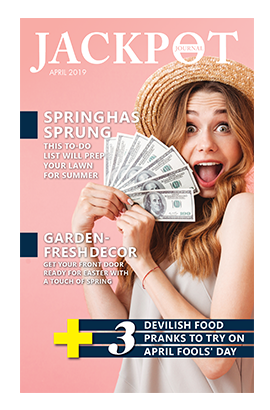 JACKPOT
JOURNAL
APRIL 2019
SPRING HAS
SPRUNG
THIS TO-DO
LIST WILL PREP
YOUR LAWN
FOR SUMMER
GARDEN-
FRESH DECOR
GET YOUR FRONT DOOR
READY FOR EASTER WITH
A TOUCH OF SPRING
+3
DEVILISH FOOD
PRANKS TO TRY ON
APRIL FOOLS' DAY